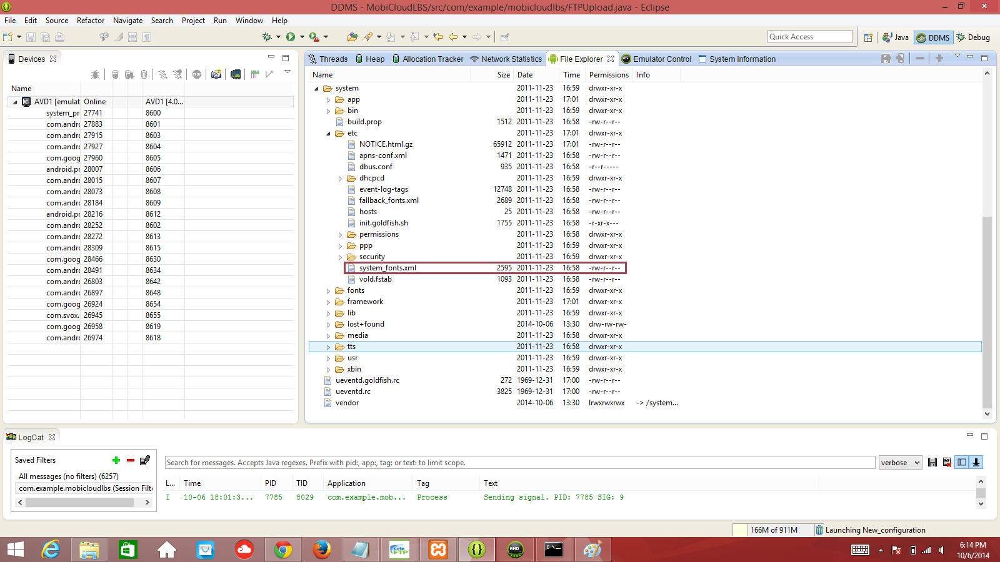 DDMS - MobiCloudLBS/src/com/example/mobicloudlbs/FTPUpload.java - Eclipse
File Edit Source Refactor Navigate Search Project Run Window Help
Quick Access Java DDMS Debug
Devices
Name
AVD1 [emulat Online AVD1 [4.0...
system_pr 27741 8600
com.andrc 27883 8601
com.andrc 27915 8603
com.andrc 27927 8604
com.goog 27960 8605
android.pr 28007 8606
com.andrc 28015 8607
com.andrc 28073 8608
com.andrc 28184 8609
android.pr 28216 8612
com.andrc 28252 8602
com.andrc 28272 8613
com.andrc 28309 8615
com.goog 28466 8630
com.andrc 28491 8634
com.andrc 26803 8642
com.andrc 26897 8648
com.goog 26924 8654
com.svox. 26945 8655
com.goog 26958 8619
com.andrc 26974 8618
Threads Heap Allocation Tracker Network Statistics File Explorer Emulator Control System Information
Name Size Date Time Permissions Info
system 2011-11-23 16:59 drwxr-xr-x
app 2011-11-23 17:01 drwxr-xr-x
bin 2011-11-23 16:59 drwxr-xr-x
build.prop 1512 2011-11-23 16:58 -rw-r--r--
etc 2011-11-23 17:01 drwxr-xr-x
NOTICE.html.gz 65912 2011-11-23 17:01 -rw-r--r--
apns-conf.xml 1471 2011-11-23 16:58 -rw-r--r--
dbus.conf 935 2011-11-23 16:58 -r--r-----
dhcpcd 2011-11-23 16:59 drwxr-xr-x
event-log-tags 12748 2011-11-23 16:58 -rw-r--r--
fallback_fonts.xml 2689 2011-11-23 16:58 -rw-r--r--
hosts 25 2011-11-23 16:58 -rw-r--r--
init.goldfish.sh 1755 2011-11-23 16:58 -r-xr-x---
permissions 2011-11-23 16:58 drwxr-xr-x
ppp 2011-11-23 16:59 drwxr-xr-x
security 2011-11-23 16:59 drwxr-xr-x
system_fonts.xml 2595 2011-11-23 16:58 -rw-r--r--
vold.fstab 1093 2011-11-23 16:58 -rw-r--r--
fonts 2011-11-23 16:59 drwxr-xr-x
framework 2011-11-23 17:01 drwxr-xr-x
lib 2011-11-23 16:59 drwxr-xr-x
lost+found 2014-10-06 13:30 drw-rw-rw-
media 2011-11-23 16:58 drwxr-xr-x
tts 2011-11-23 16:58 drwxr-xr-x
usr 2011-11-23 16:59 drwxr-xr-x
xbin 2011-11-23 16:59 drwxr-xr-x
ueventd.goldfish.rc 272 1969-12-31 17:00 -rw-r--r--
ueventd.rc 3825 1969-12-31 17:00 -rw-r--r--
vendor 2014-10-06 13:30 lrwxrwxrwx -> /system...
LogCat
Saved Filters
All messages (no filters) (6257)
com.example.mobicloudlbs (Session Filte
Search for messages. Accepts Java regexes. Prefix with pid:, app:, tag: or text: to limit scope. verbose
L... Time PID TID Application Tag Text
I 10-06 18:01:3... 7785 8029 com.example.mob... Process Sending signal. PID: 7785 SIG: 9
166M of 911M Launching New_configuration
cute FTP
AND
C:\
6:14 PM
10/6/2014